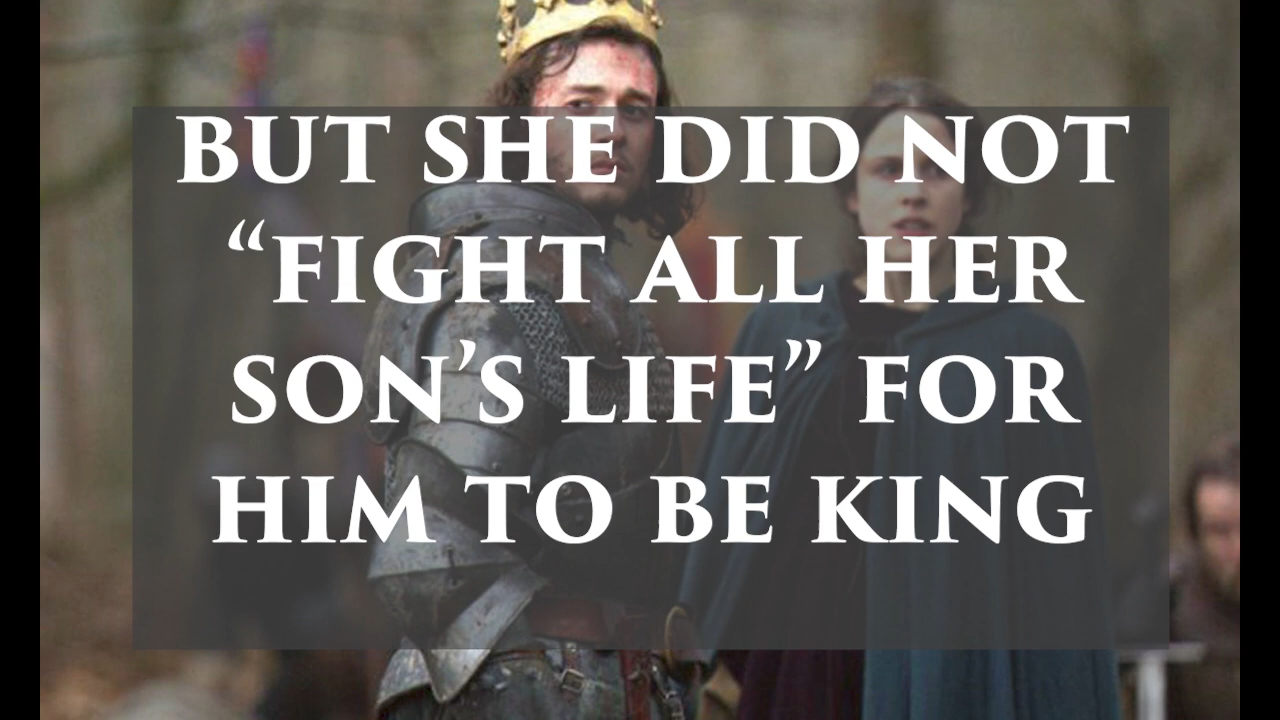 BUT SHE DID NOT
“FIGHT ALL HER
SON’S LIFE” FOR
HIM TO BE KING